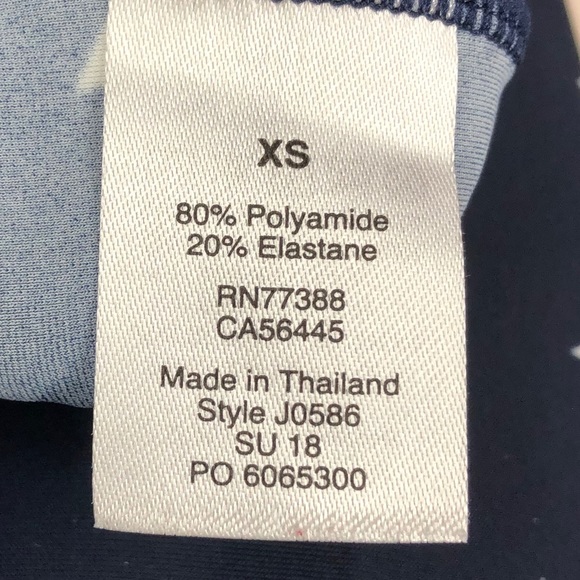 XS
80% Polyamide
20% Elastane
RN77388
CA56445
Made in Thailand
Style J0586
SU 18
PO 6065300